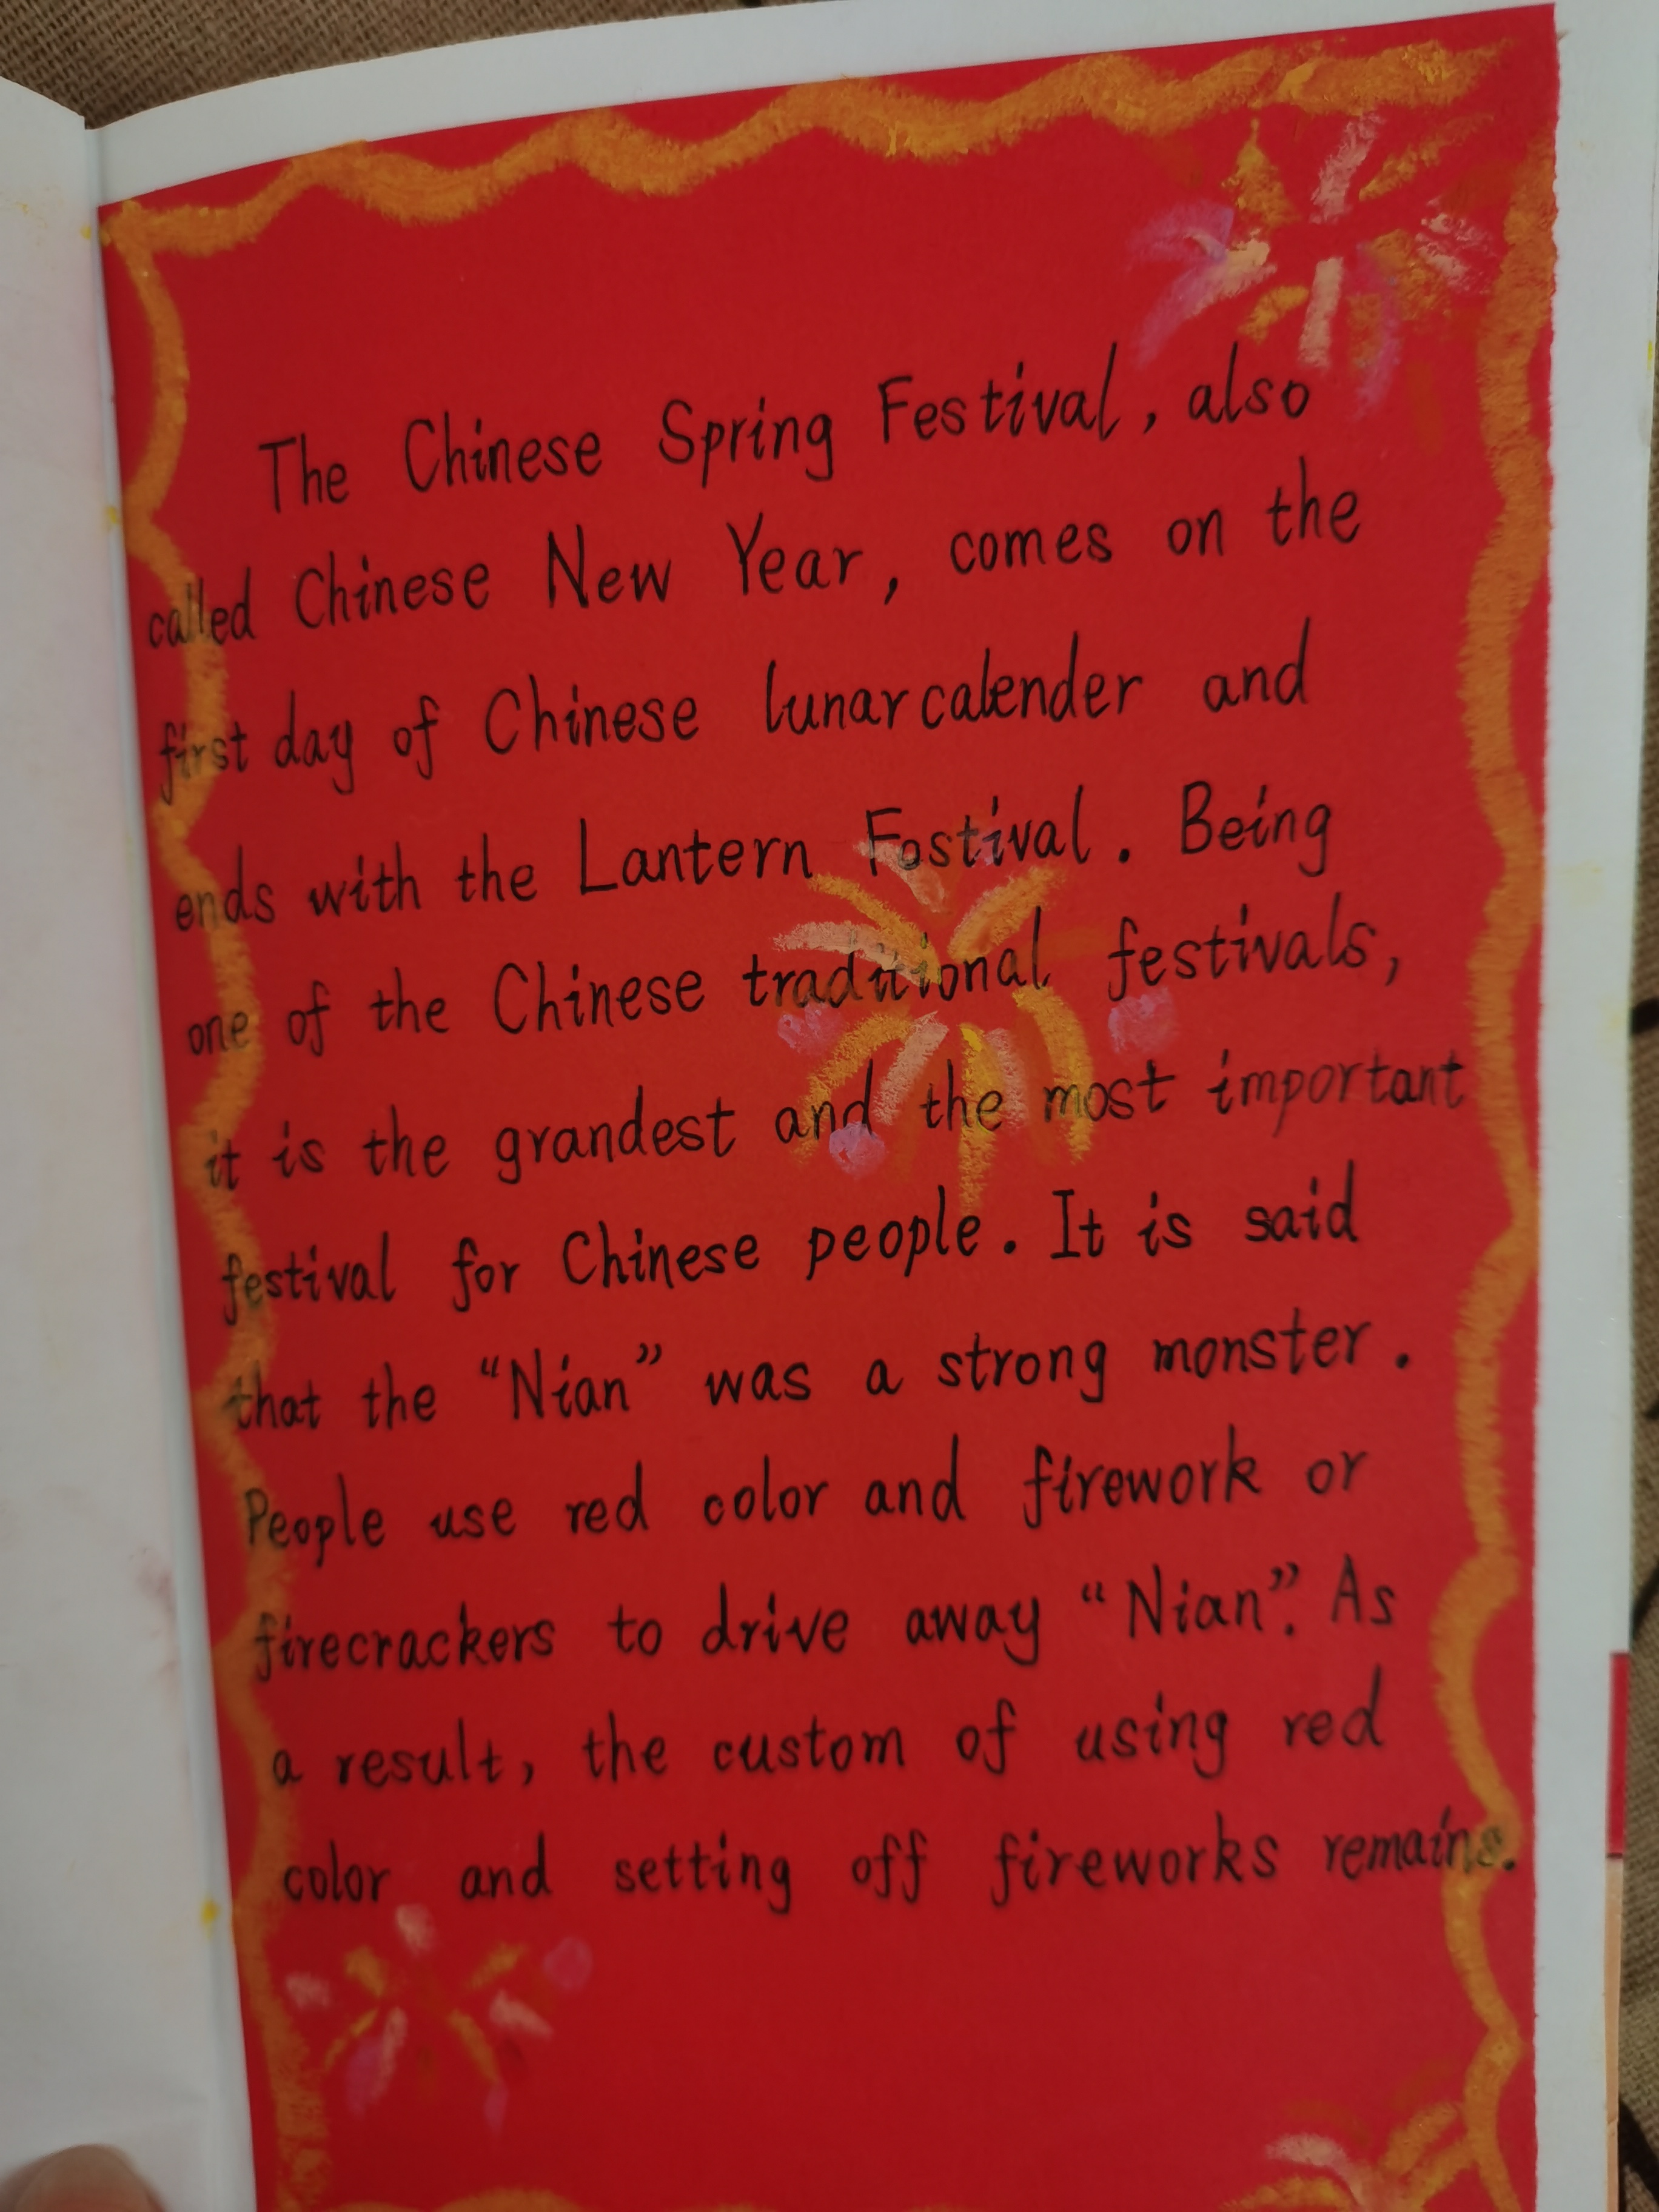 The Chinese Spring Festival, also
called Chinese New Year, comes on the
first day of Chinese lunar calender and
ends with the Lantern Festival. Being
one of the Chinese traditional festivals,
it is the grandest and the most important
festival for Chinese people. It is said
that the “Nian” was a strong monster.
People use red color and firework or
firecrackers to drive away “Nian”. As
a result, the custom of using red
color and setting off fireworks remains.